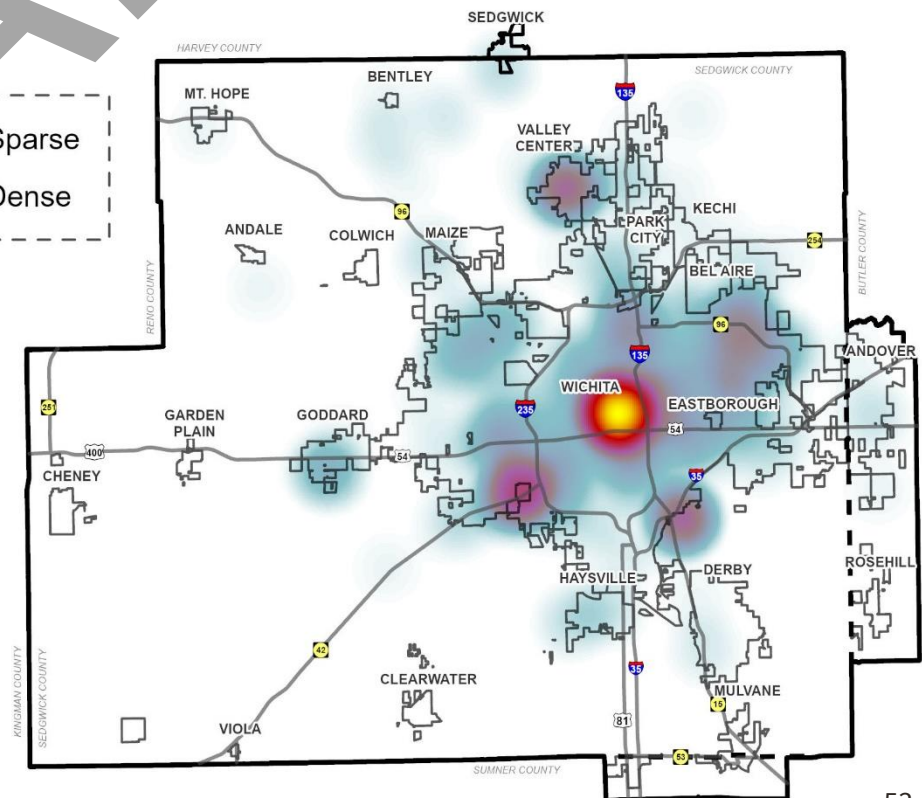 SEDGWICK
HARVEY COUNTY
SEDGWICK COUNTY
BENTLEY
MT. HOPE
135
Sparse
Dense
VALLEY
CENTER
96
KECHI
PARK
CITY
ANDALE
COLWICH
MAIZE
254
BEL AIRE
RENO COUNTY
BUTLER COUNTY
96
135
ANDOVER
WICHITA
251
GARDEN
PLAIN
GODDARD
235
EASTBOROUGH
54
400
54
CHENEY
35
HAYSVILLE
DERBY
ROSEHILL
42
KINGMAN COUNTY
SEDGWICK COUNTY
CLEARWATER
35
MULVANE
15
81
VIOLA
53
SUMNER COUNTY